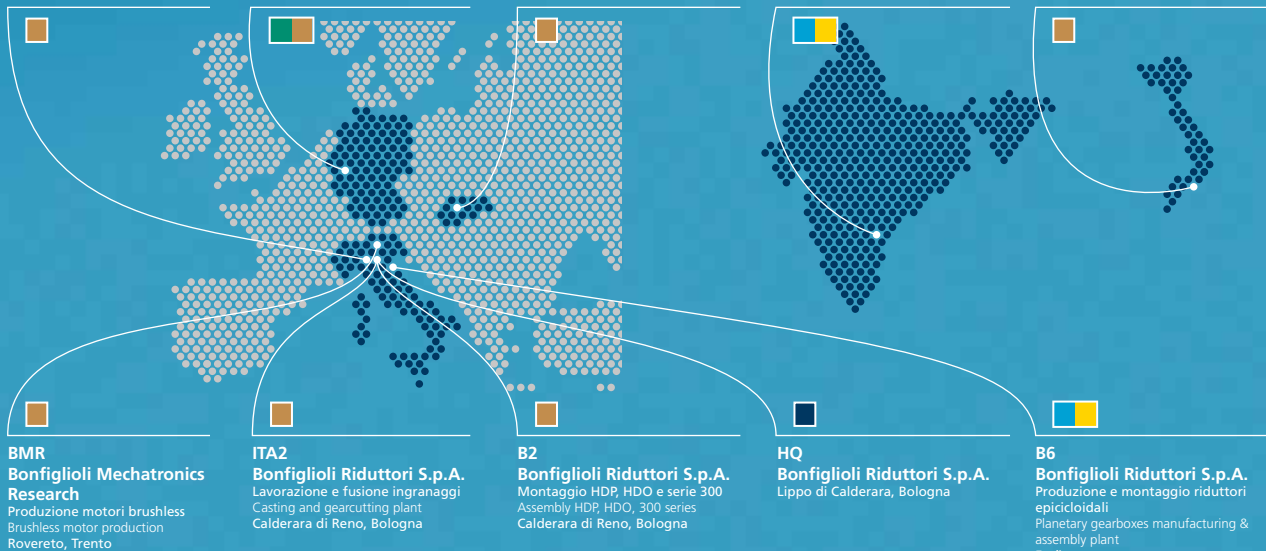 BMR
Bonfiglioli Mechatronics
Research
Produzione motori brushless
Brushless motor production
Rovereto, Trento
ITA2
Bonfiglioli Riduttori S.p.A.
Lavorazione e fusione ingranaggi
Casting and gearcutting plant
Calderara di Reno, Bologna
B2
Bonfiglioli Riduttori S.p.A.
Montaggio HDP, HDO e serie 300
Assembly HDP, HDO, 300 series
Calderara di Reno, Bologna
HQ
Bonfiglioli Riduttori S.p.A.
Lippo di Calderara, Bologna
B6
Bonfiglioli Riduttori S.p.A.
Produzione e montaggio riduttori
epicicloidali
Planetary gearboxes manufacturing &
assembly plant